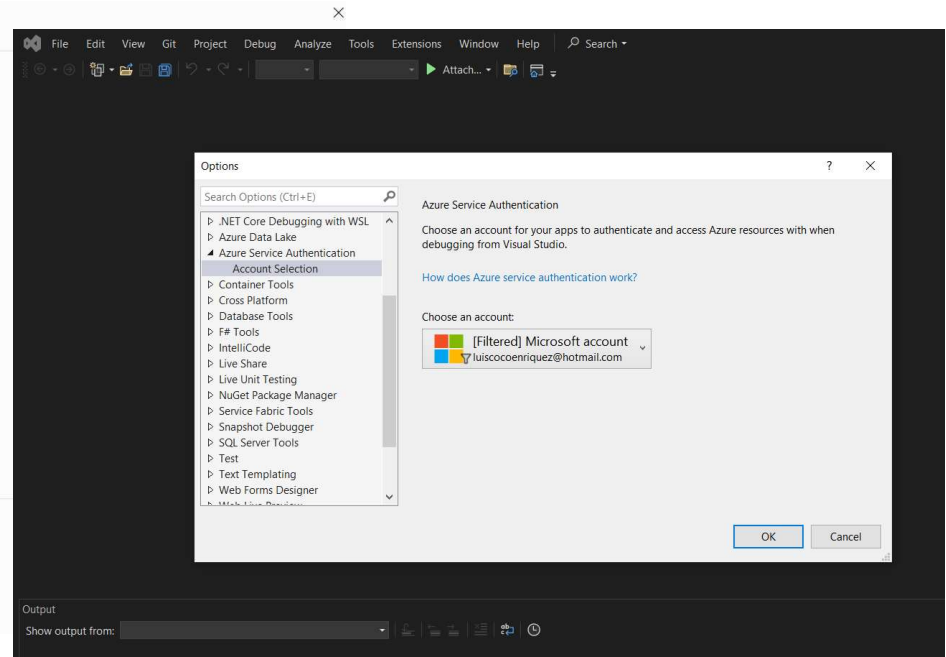 File Edit View Git Project Debug Analyze Tools Extensions Window Help Search
Attach...
Options
?
Search Options (Ctrl+E)
.NET Core Debugging with WSL
Azure Data Lake
Azure Service Authentication
Account Selection
Container Tools
Cross Platform
Database Tools
F# Tools
IntelliCode
Live Share
Live Unit Testing
NuGet Package Manager
Service Fabric Tools
Snapshot Debugger
SQL Server Tools
Test
Text Templating
Web Forms Designer
Azure Service Authentication
Choose an account for your apps to authenticate and access Azure resources with when
debugging from Visual Studio.
How does Azure service authentication work?
Choose an account:
[Filtered] Microsoft account
luiscocoenriquez@hotmail.com
OK Cancel
Output
Show output from: